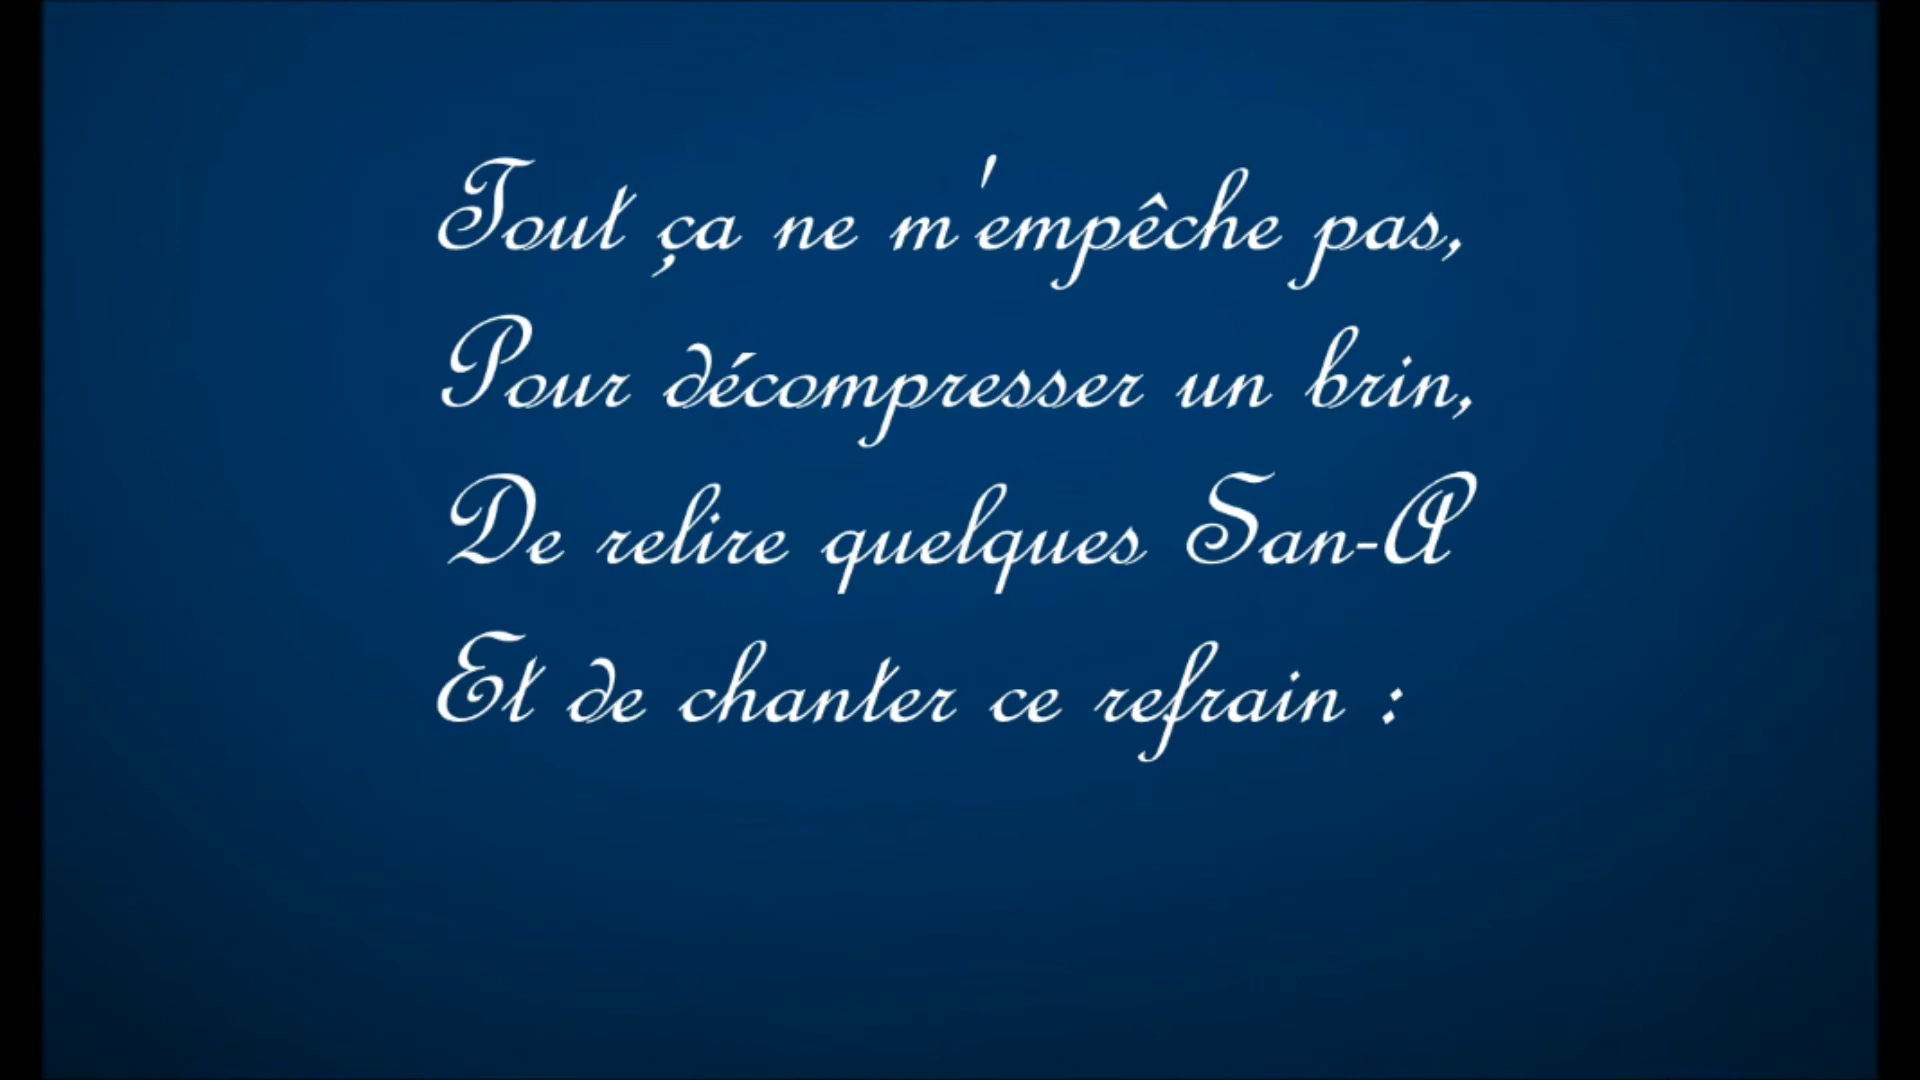 Tout ça ne m'empêche pas,
Pour décompresser un brin,
De relire quelques San-A
Et de chanter ce refrain :